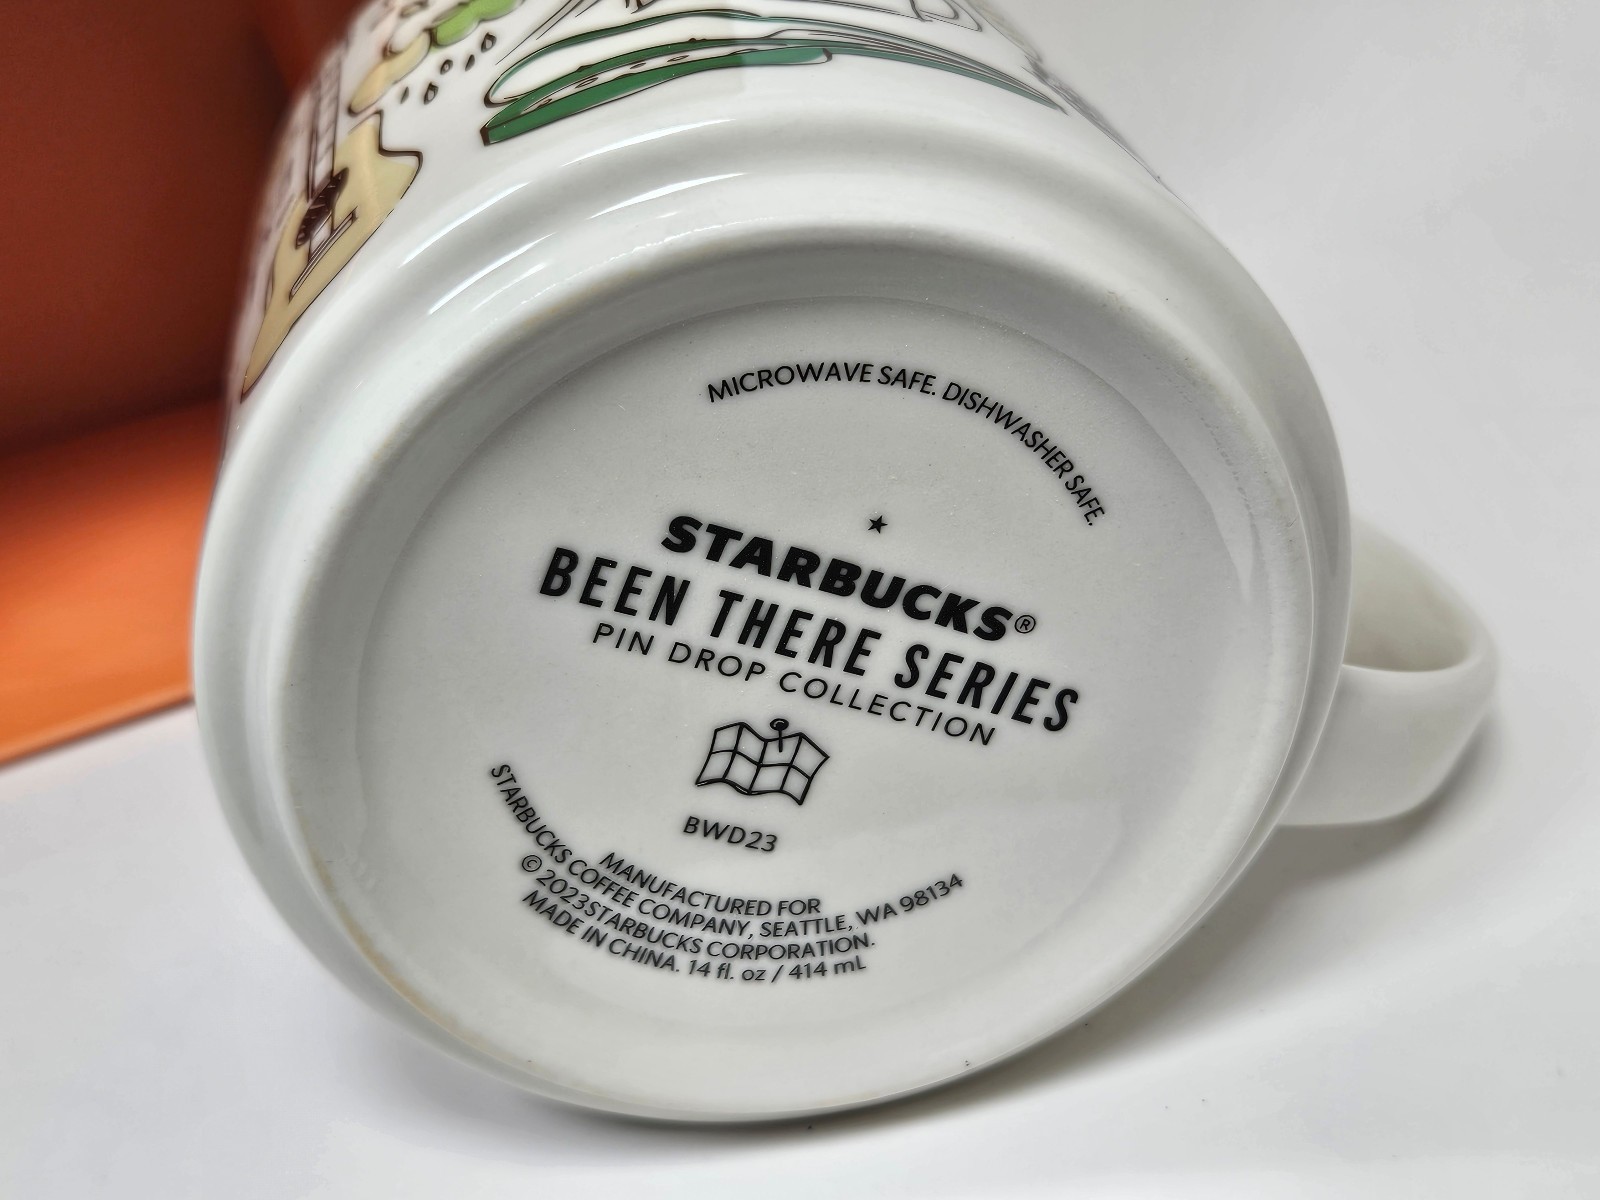 MICROWAVE SAFE. DISHWASHER SAFE.
STARBUCKS®
BEEN THERE SERIES
PIN DROP COLLECTION
BWD23
MANUFACTURED FOR
STARBUCKS COFFEE COMPANY, SEATTLE, WA 98134
© 2023STARBUCKS CORPORATION.
MADE IN CHINA. 14 fl. oz / 414 mL